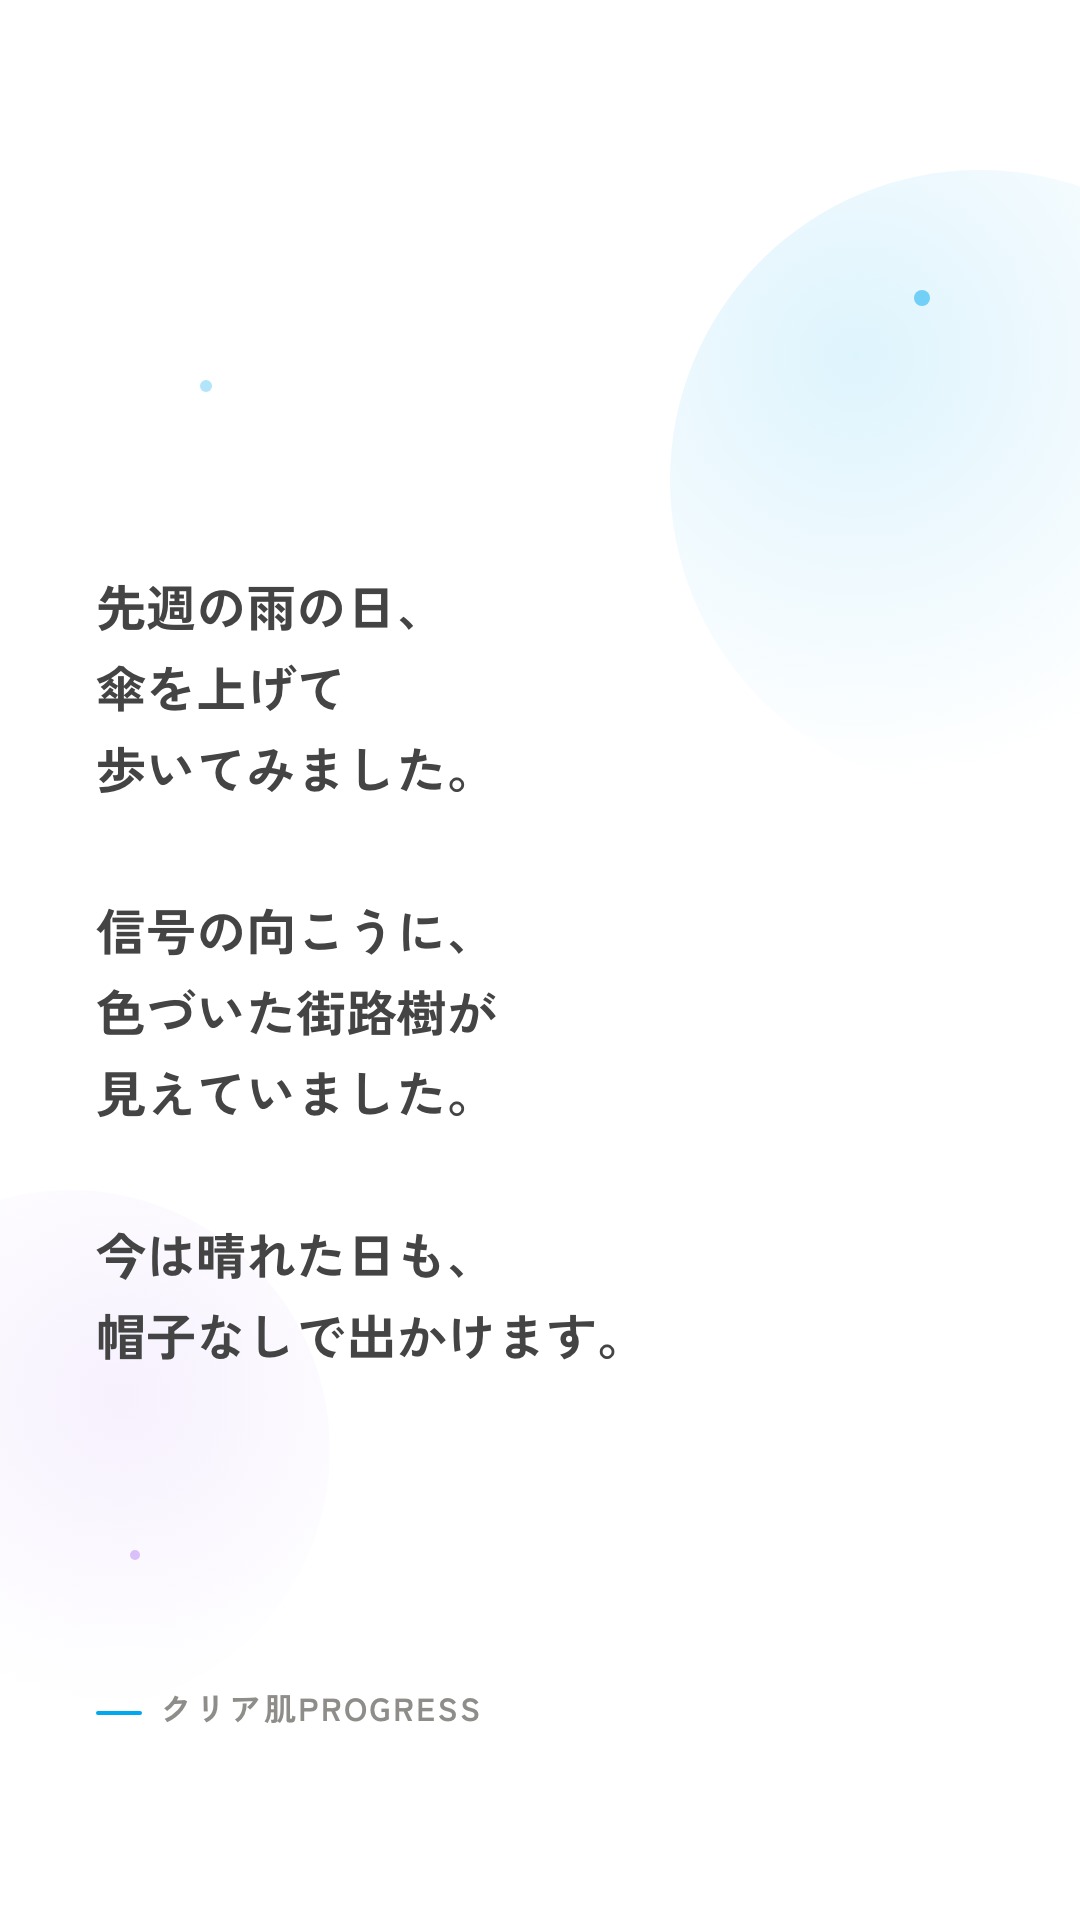 先週の雨の日、
傘を上げて
歩いてみました。
信号の向こうに、
色づいた街路樹が
見えていました。
今は晴れた日も、
帽子なしで出かけます。
クリア肌PROGRESS